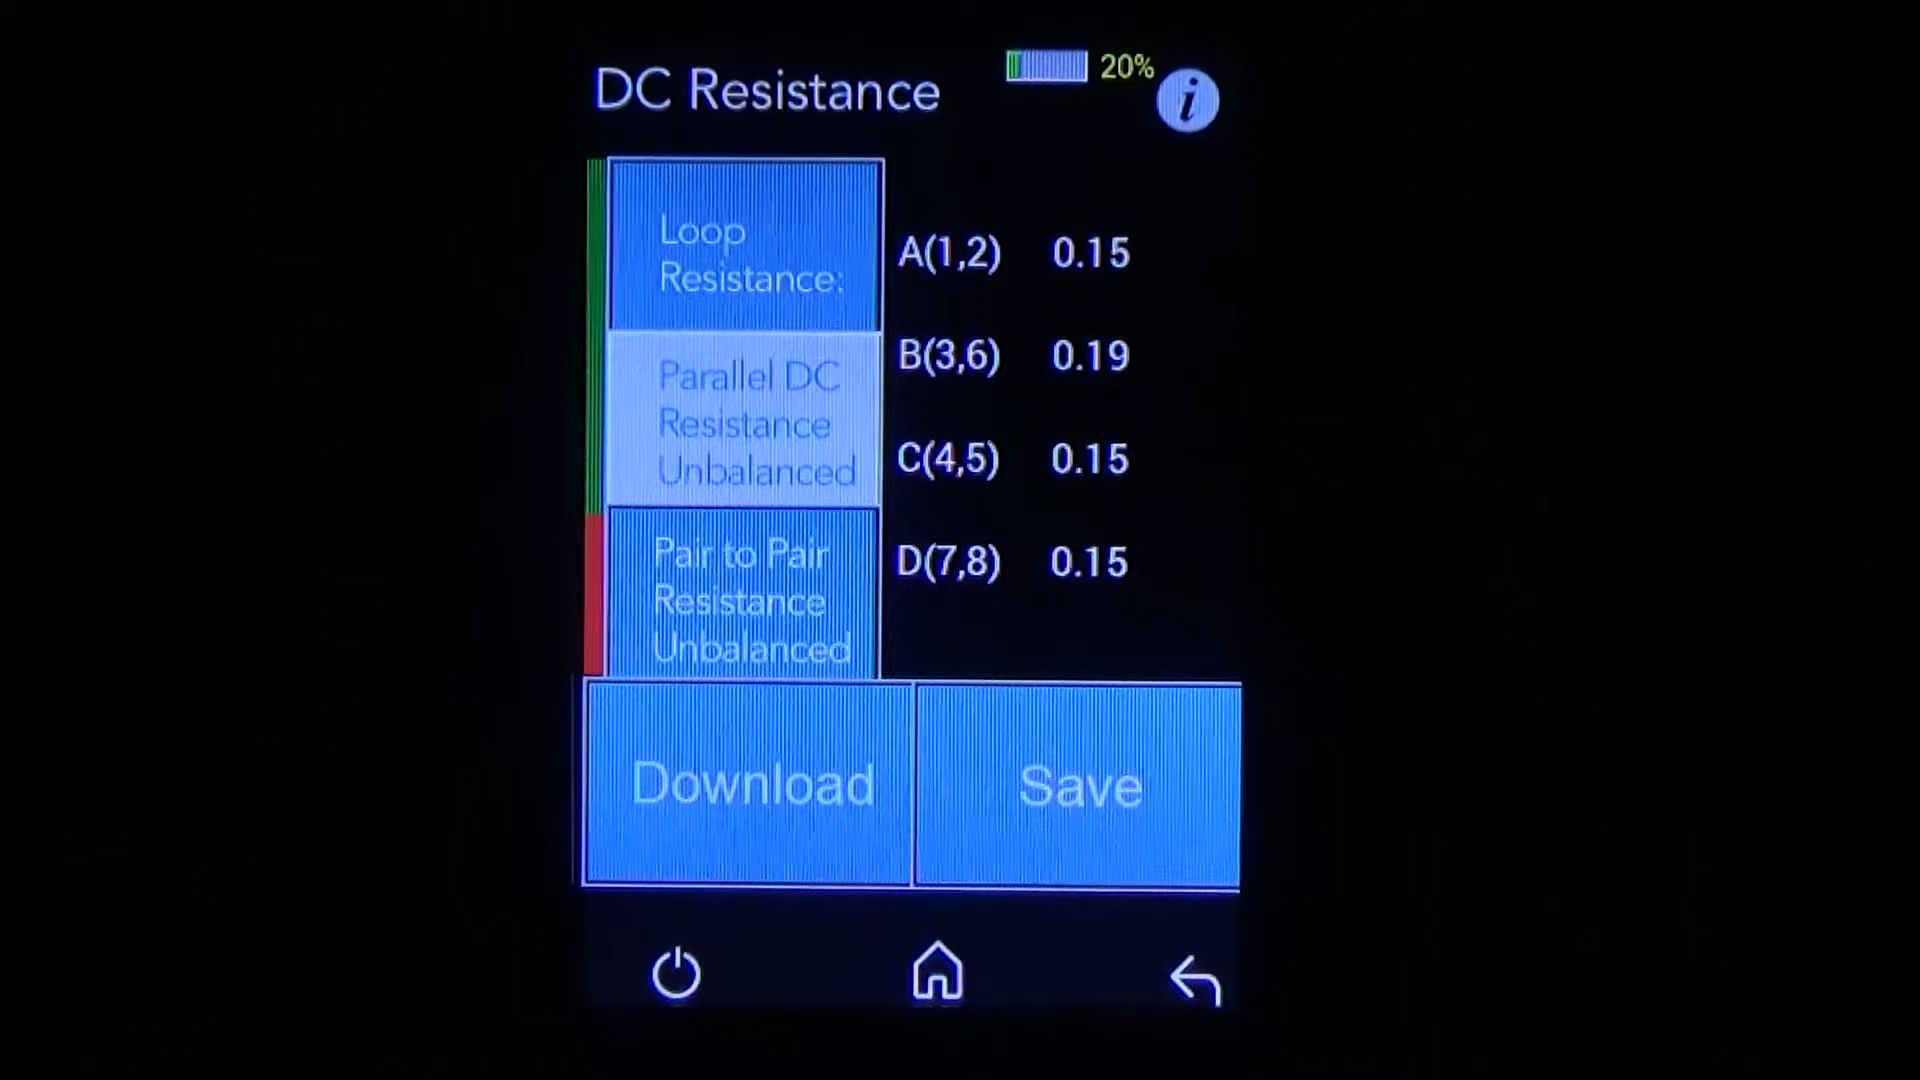 DC Resistance
20%
i
Loop
Resistance:
Parallel DC
Resistance
Unbalanced
Pair to Pair
Resistance
Unbalanced
A(1,2) 0.15
B(3,6) 0.19
C(4,5) 0.15
D(7,8) 0.15
Download
Save